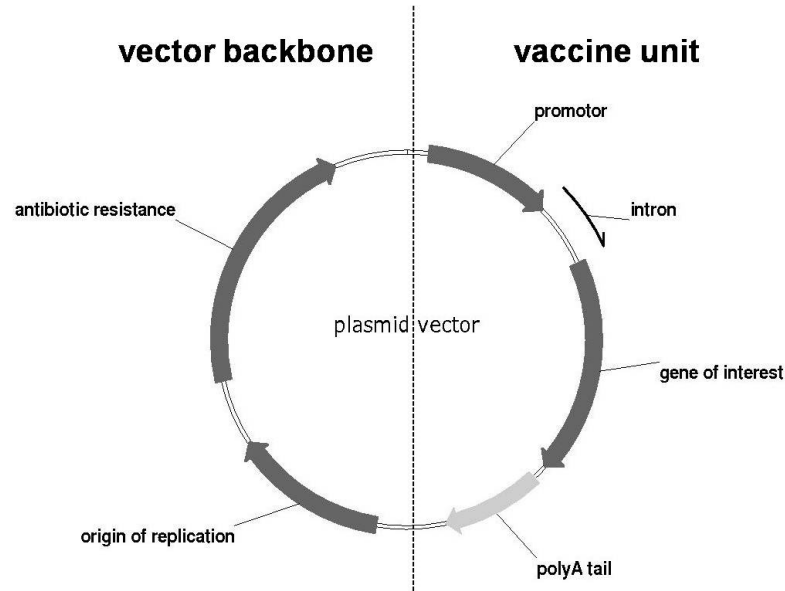 vector backbone
vaccine unit
promotor
antibiotic resistance
intron
plasmid vector
gene of interest
origin of replication
polyA tail